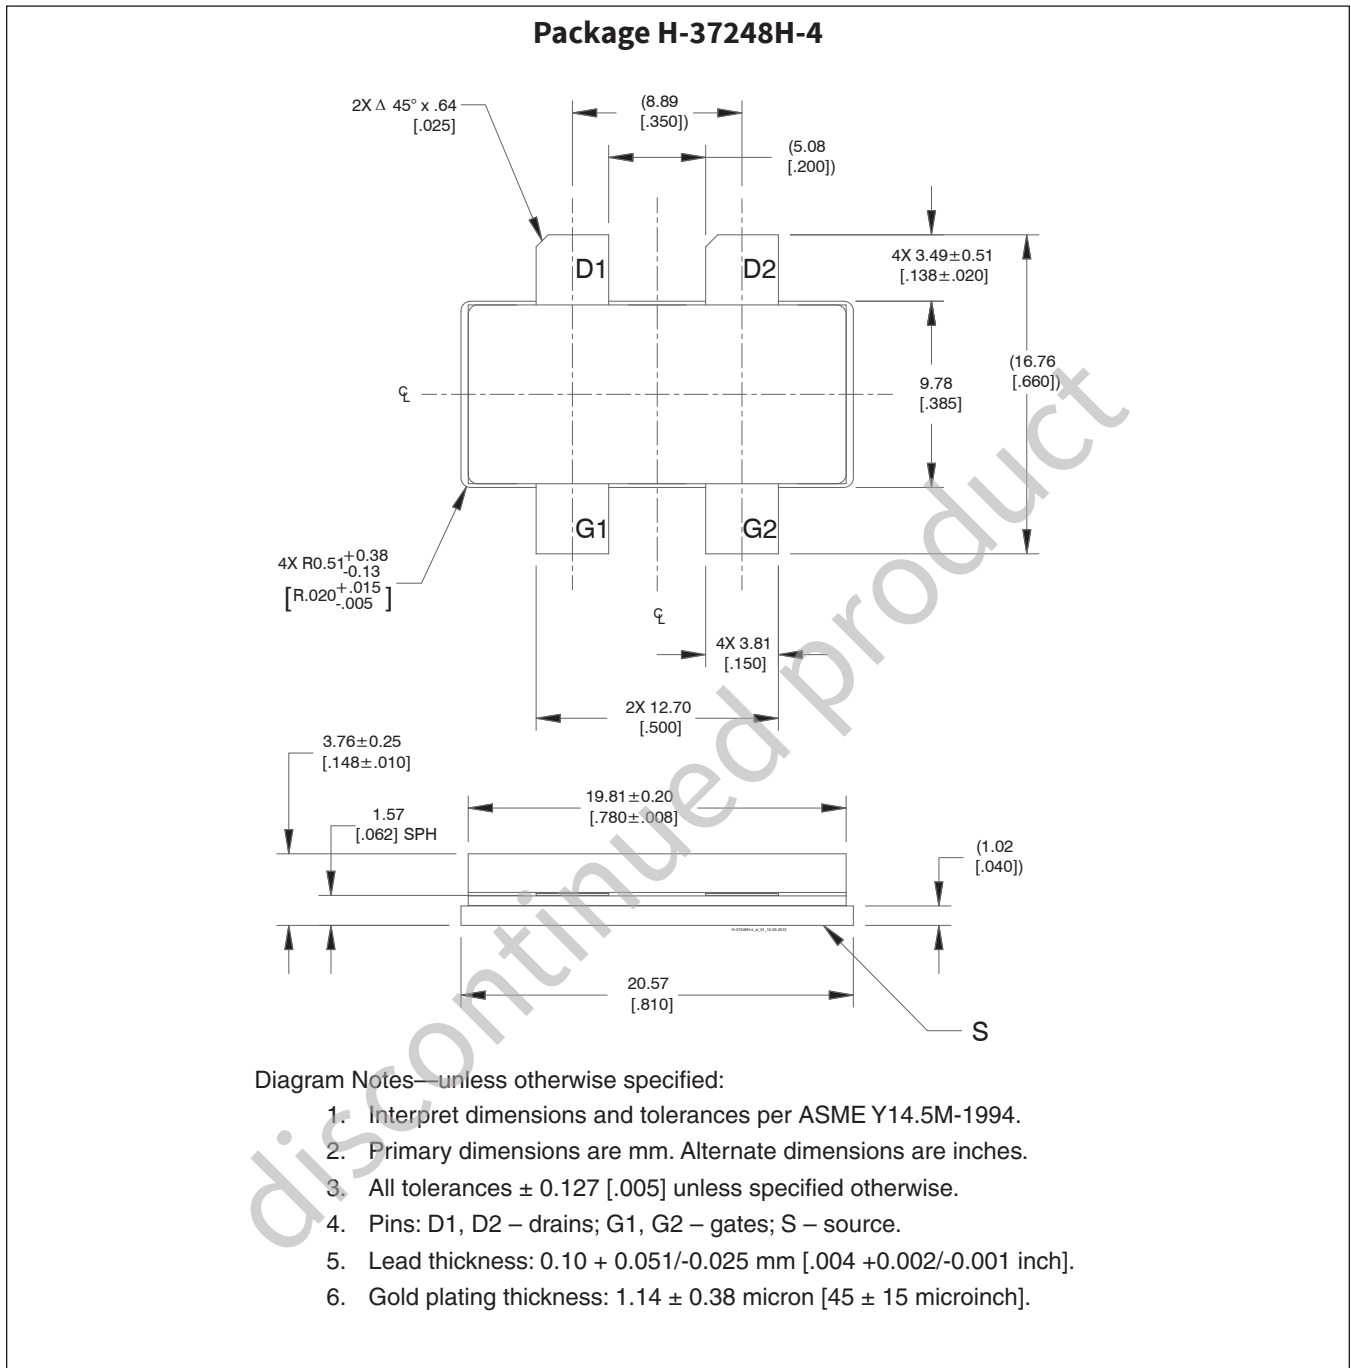 Package H-37248H-4
2X Δ 45° x .64
[.025]
(8.89
[.350])
(5.08
[.200])
D1
D2
4X 3.49±0.51
[.138±.020]
(16.76
[.660])
9.78
[.385]
℄
G1
G2
4X R0.51+0.38
-0.13
[R.020+.015
-.005 ]
℄
4X 3.81
[.150]
2X 12.70
[.500]
3.76±0.25
[.148±.010]
19.81±0.20
[.780±.008]
1.57
[.062] SPH
(1.02
[.040])
20.57
[.810]
S
discontinued product
Diagram Notes—unless otherwise specified:
1. Interpret dimensions and tolerances per ASME Y14.5M-1994.
2. Primary dimensions are mm. Alternate dimensions are inches.
3. All tolerances ± 0.127 [.005] unless specified otherwise.
4. Pins: D1, D2 – drains; G1, G2 – gates; S – source.
5. Lead thickness: 0.10 + 0.051/-0.025 mm [.004 +0.002/-0.001 inch].
6. Gold plating thickness: 1.14 ± 0.38 micron [45 ± 15 microinch].